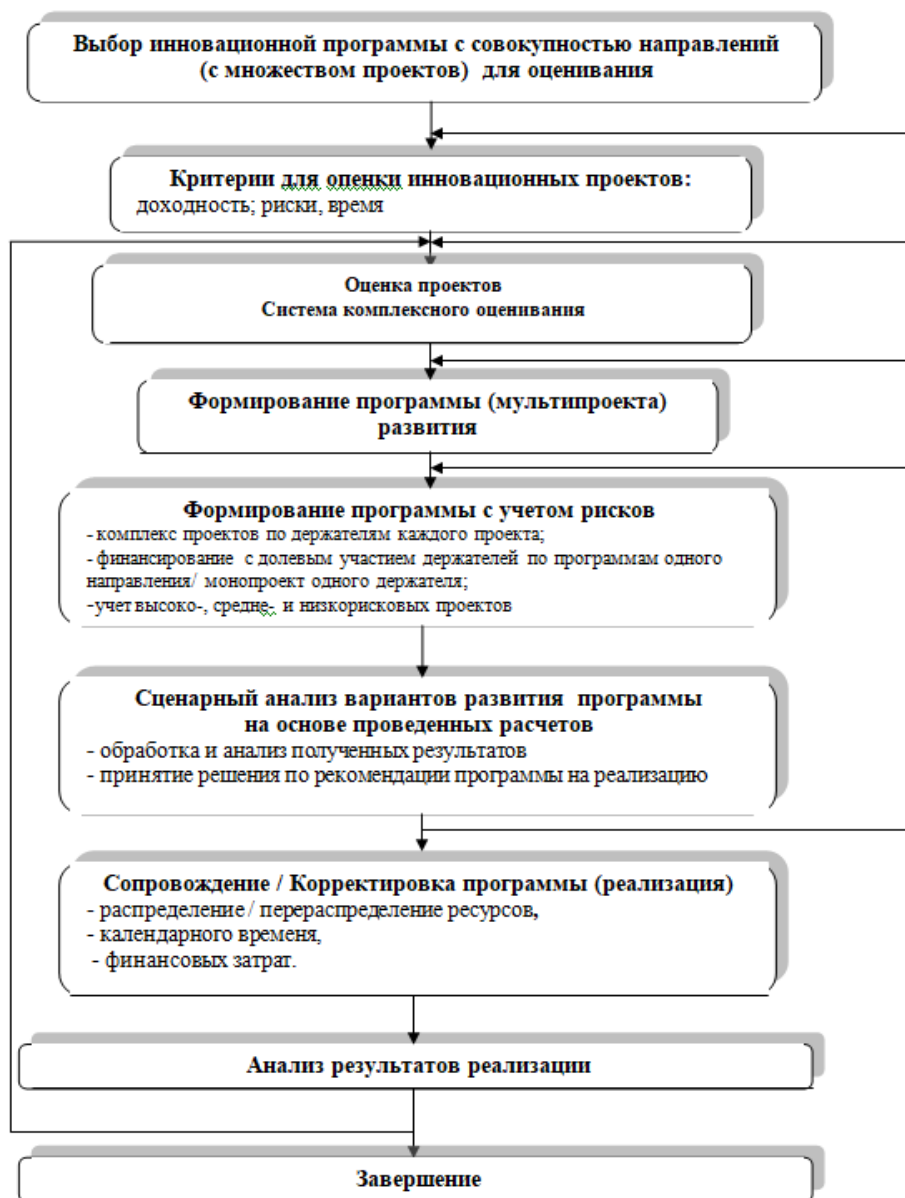 Выбор инновационной программы с совокупностью направлений
(с множеством проектов) для оценивания
Критерии для опенки инновационных проектов:
доходность; риски, время
Оценка проектов
Система комплексного оценивания
Формирование программы (мультипроекта)
развития
Формирование программы с учетом рисков
- комплекс проектов по держателям каждого проекта;
- финансирование с долевым участием держателей по программам одного
направления/ монопроект одного держателя;
-учет высоко-, средне- и низкорисковых проектов
Сценарный анализ вариантов развития программы
на основе проведенных расчетов
- обработка и анализ полученных результатов
- принятие решения по рекомендации программы на реализацию
Сопровождение / Корректировка программы (реализация)
- распределение / перераспределение ресурсов,
- календарного временя,
- финансовых затрат.
Анализ результатов реализации
Завершение